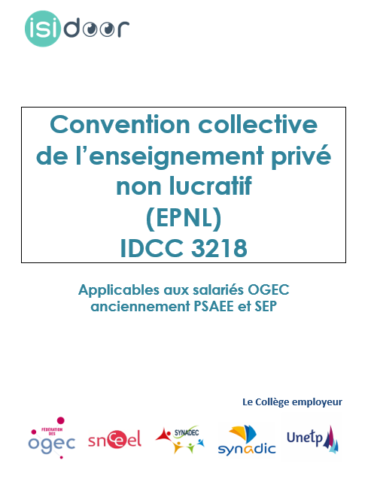 isidoor
Convention collective
de l'enseignement privé
non lucratif
(EPNL)
IDCC 3218
Applicables aux salariés OGEC
anciennement PSAEE et SEP
Le Collège employeur
FÉDÉRATION
DES
ogec
snceel
SYNADEC
synadic
Unetp